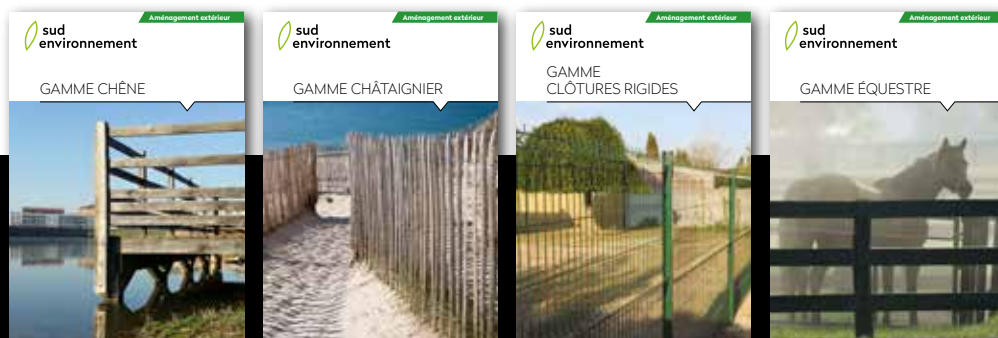 Aménagement extérieur
sud
environnement
GAMME CHÊNE
Aménagement extérieur
sud
environnement
GAMME CHÂTAIGNIER
Aménagement extérieur
sud
environnement
GAMME
CLÔTURES RIGIDES
Aménagement extérieur
sud
environnement
GAMME ÉQUESTRE